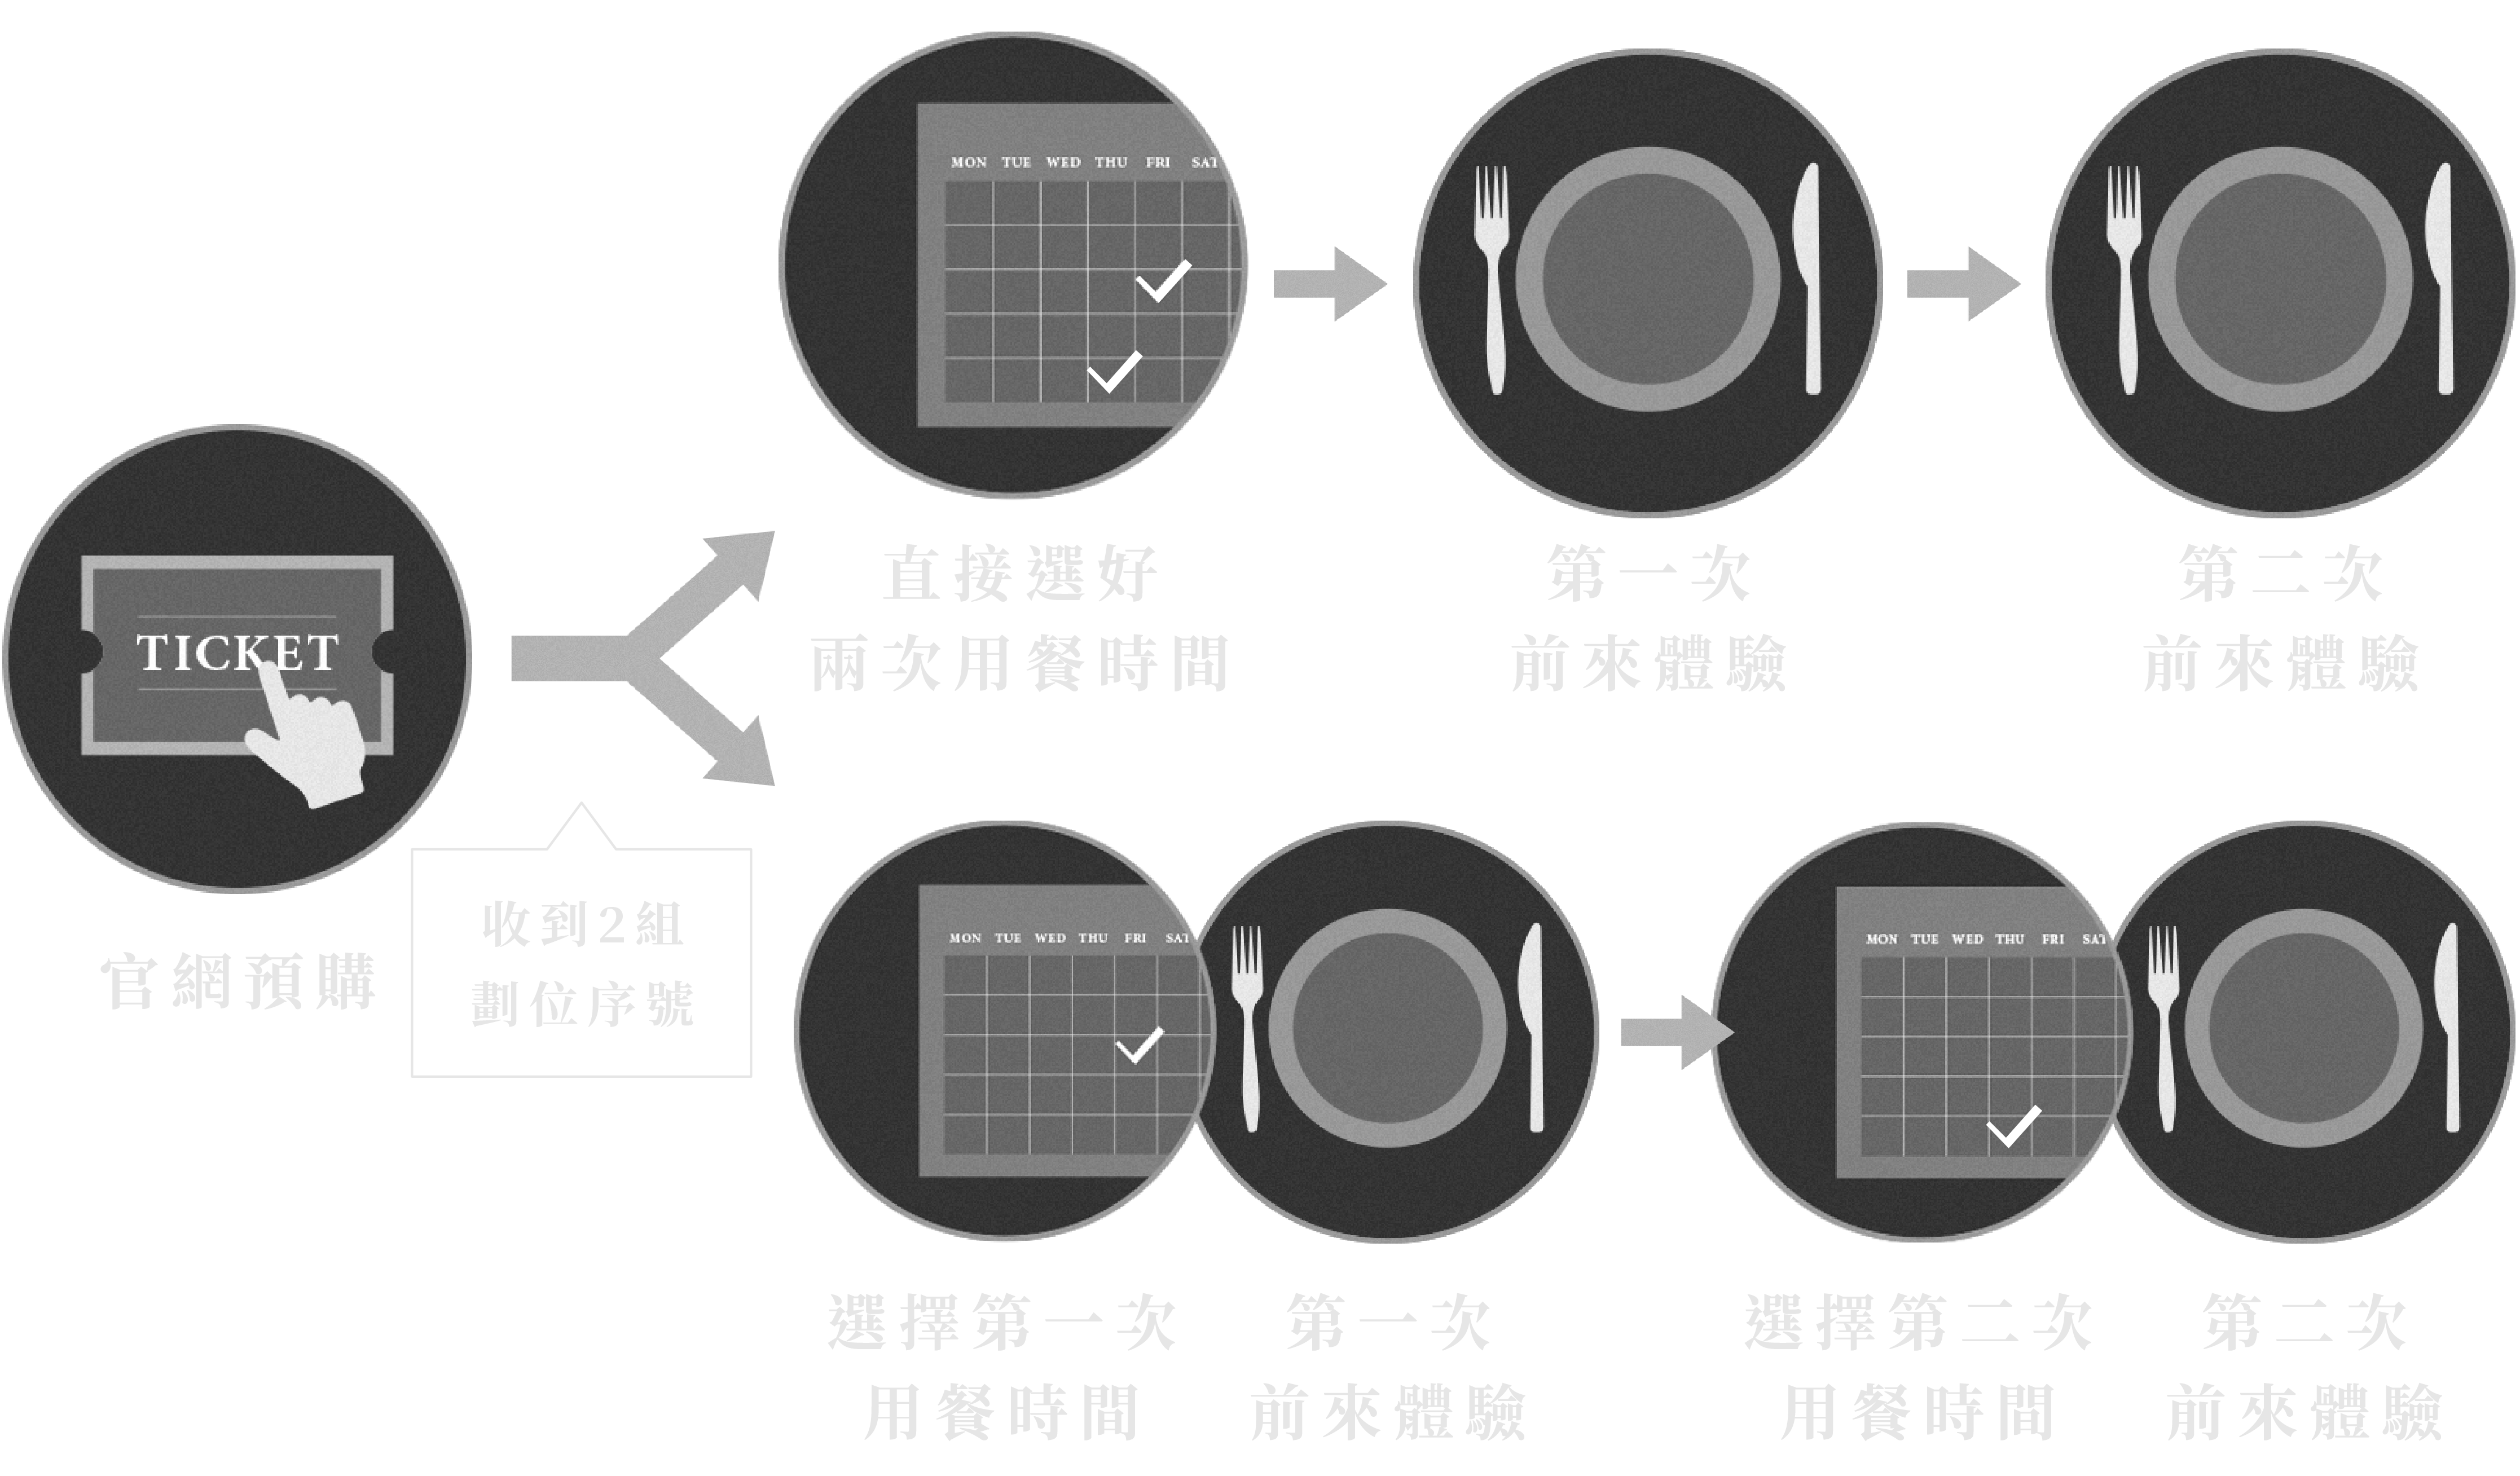 TICKET
官網預購
收到2組
劃位序號
MON TUE WED THU FRI SAT
直接選好
兩次用餐時間
第一次
前來體驗
第二次
前來體驗
MON TUE WED THU FRI SAT
選擇第一次
用餐時間
第一次
前來體驗
MON TUE WED THU FRI SAT
選擇第二次
用餐時間
第二次
前來體驗